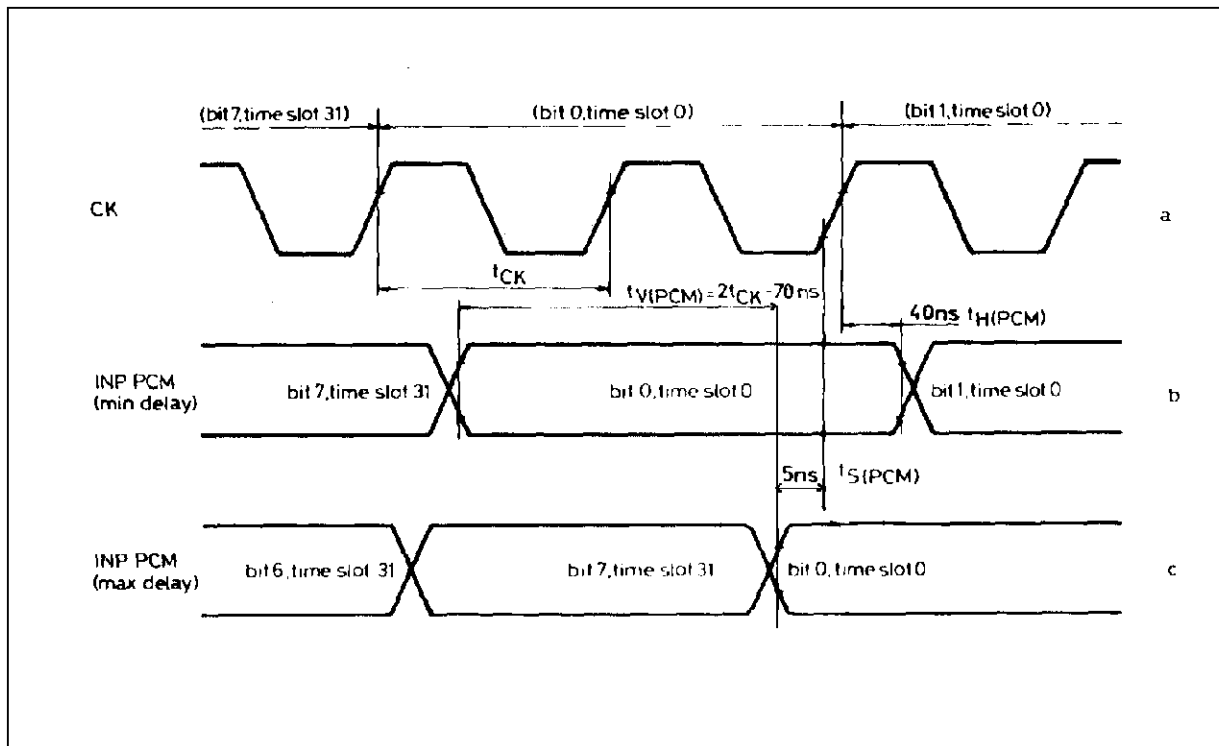 (bit 7, time slot 31)
(bit 0, time slot 0)
(bit 1, time slot 0)
CK
a
tCK
tV(PCM) = 2tCK -70 ns
40ns tH(PCM)
INP PCM
(min delay)
bit 7, time slot 31
bit 0, time slot 0
bit 1, time slot 0
b
5ns tS(PCM)
INP PCM
(max delay)
bit 6, time slot 31
bit 7, time slot 31
bit 0, time slot 0
c